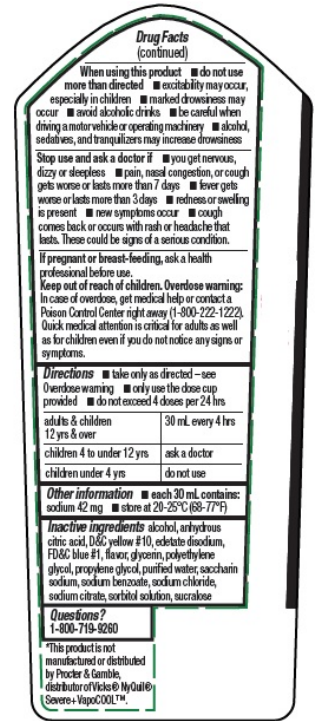 Drug Facts
(continued)
When using this product ■ do not use
more than directed ■ excitability may occur,
especially in children ■ marked drowsiness may
occur ■ avoid alcoholic drinks ■ be careful when
driving a motor vehicle or operating machinery ■ alcohol,
sedatives, and tranquilizers may increase drowsiness
Stop use and ask a doctor if ■ you get nervous,
dizzy or sleepless ■ pain, nasal congestion, or cough
gets worse or lasts more than 7 days ■ fever gets
worse or lasts more than 3 days ■ redness or swelling
is present ■ new symptoms occur ■ cough
comes back or occurs with rash or headache that
lasts. These could be signs of a serious condition.
If pregnant or breast-feeding, ask a health
professional before use.
Keep out of reach of children. Overdose warning:
In case of overdose, get medical help or contact a
Poison Control Center right away (1-800-222-1222).
Quick medical attention is critical for adults as well
as for children even if you do not notice any signs or
symptoms.
Directions ■ take only as directed – see
Overdose warning ■ only use the dose cup
provided ■ do not exceed 4 doses per 24 hrs
adults & children 30 mL every 4 hrs
12 yrs & over
children 4 to under 12 yrs ask a doctor
children under 4 yrs do not use
Other information ■ each 30 mL contains:
sodium 42 mg ■ store at 20-25°C (68-77°F)
Inactive ingredients alcohol, anhydrous
citric acid, D&C yellow #10, edetate disodium,
FD&C blue #1, flavor, glycerin, polyethylene
glycol, propylene glycol, purified water, saccharin
sodium, sodium benzoate, sodium chloride,
sodium citrate, sorbitol solution, sucralose
Questions?
1-800-719-9260
*This product is not
manufactured or distributed
by Procter & Gamble,
distributor of Vicks® NyQuil®
Severe+ VapoCOOL™.